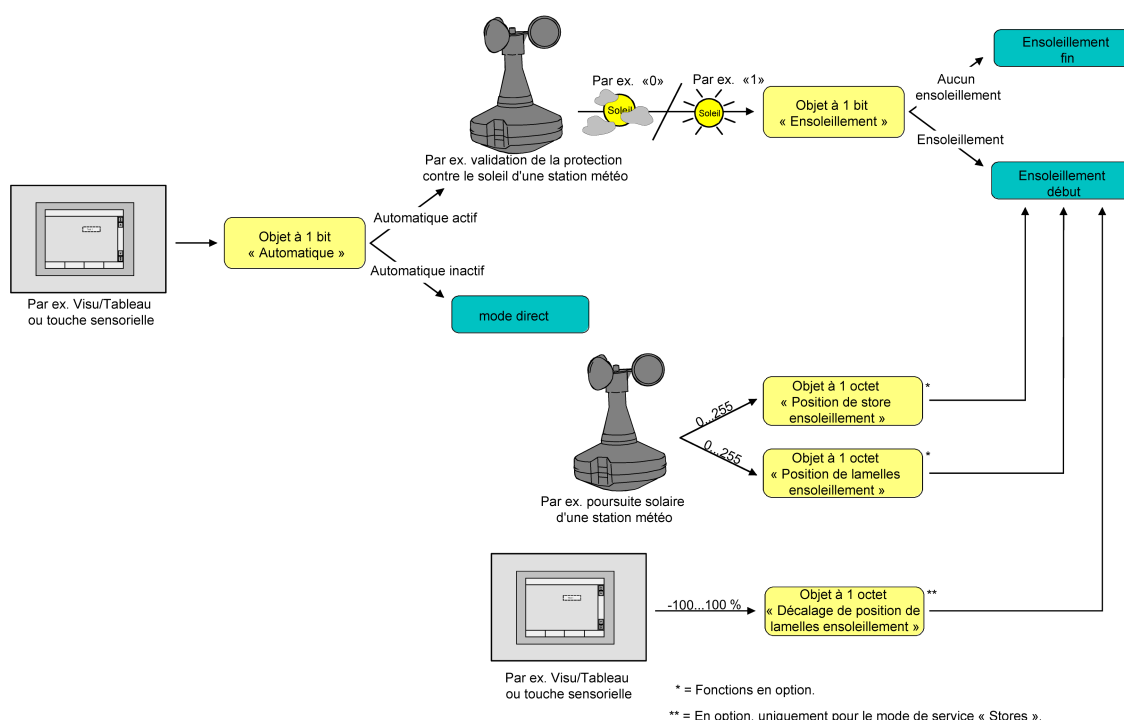 Ensoleillement
fin
Par ex. «0»
Par ex. «1»
Aucun
ensoleillement
Soleil
Soleil
Objet à 1 bit
« Ensoleillement »
Ensoleillement
Par ex. validation de la protection
contre le soleil d'une station météo
Ensoleillement
début
Automatique actif
Objet à 1 bit
« Automatique »
Automatique inactif
Par ex. Visu/Tableau
ou touche sensorielle
mode direct
0...255
Objet à 1 octet
« Position de store
ensoleillement »
*
0...255
Objet à 1 octet
« Position de lamelles
ensoleillement »
*
Par ex. poursuite solaire
d'une station météo
-100...100 %
Objet à 1 octet
« Décalage de position de
lamelles ensoleillement »
**
Par ex. Visu/Tableau
ou touche sensorielle
* = Fonctions en option.
** = En option, uniquement pour le mode de service « Stores ».